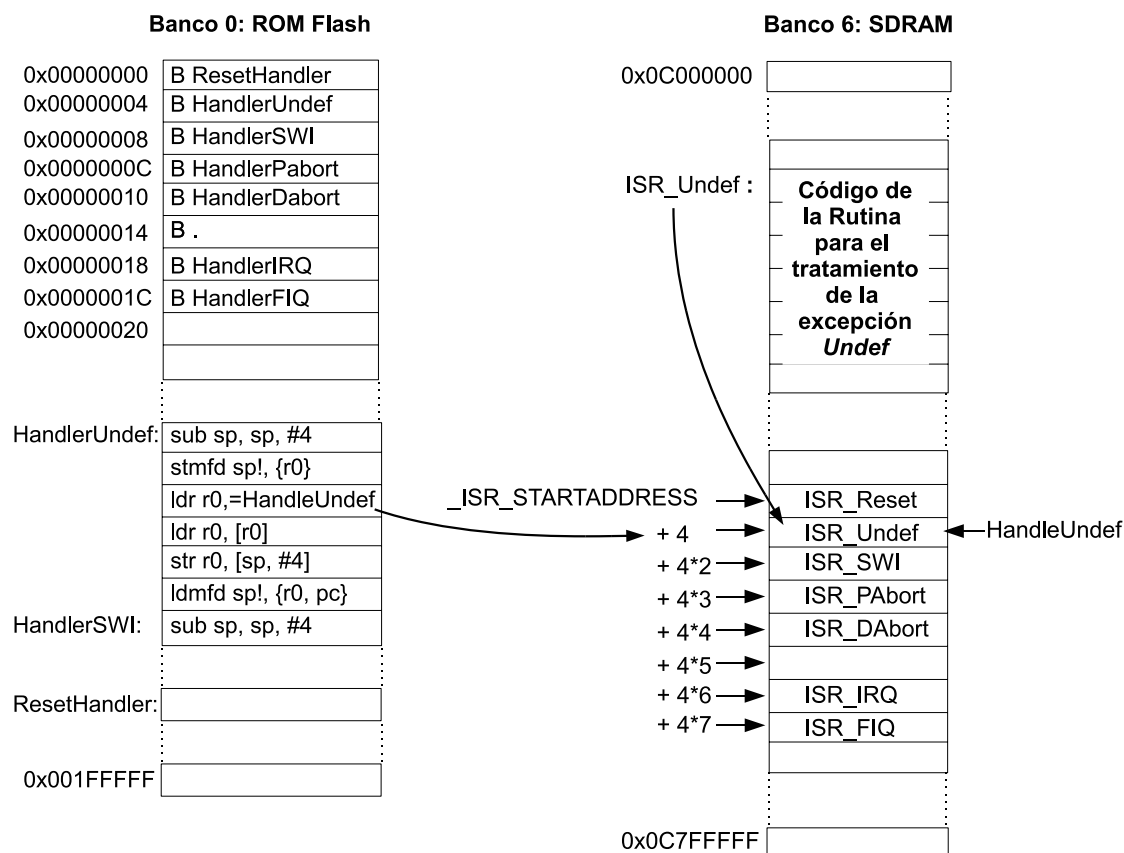 Banco 0: ROM Flash
0x00000000 B ResetHandler
0x00000004 B HandlerUndef
0x00000008 B HandlerSWI
0x0000000C B HandlerPabort
0x00000010 B HandlerDabort
0x00000014 B .
0x00000018 B HandlerIRQ
0x0000001C B HandlerFIQ
0x00000020
HandlerUndef: sub sp, sp, #4
stmfd sp!, {r0}
ldr r0,=HandleUndef
ldr r0, [r0]
str r0, [sp, #4]
ldmfd sp!, {r0, pc}
HandlerSWI: sub sp, sp, #4
ResetHandler:
0x001FFFFF
Banco 6: SDRAM
0x0C000000
ISR_Undef :
Código de
la Rutina
para el
tratamiento
de la
excepción
Undef
_ISR_STARTADDRESS ISR_Reset
+ 4 ISR_Undef HandleUndef
+ 4*2 ISR_SWI
+ 4*3 ISR_PAbort
+ 4*4 ISR_DAbort
+ 4*5
+ 4*6 ISR_IRQ
+ 4*7 ISR_FIQ
0x0C7FFFFF